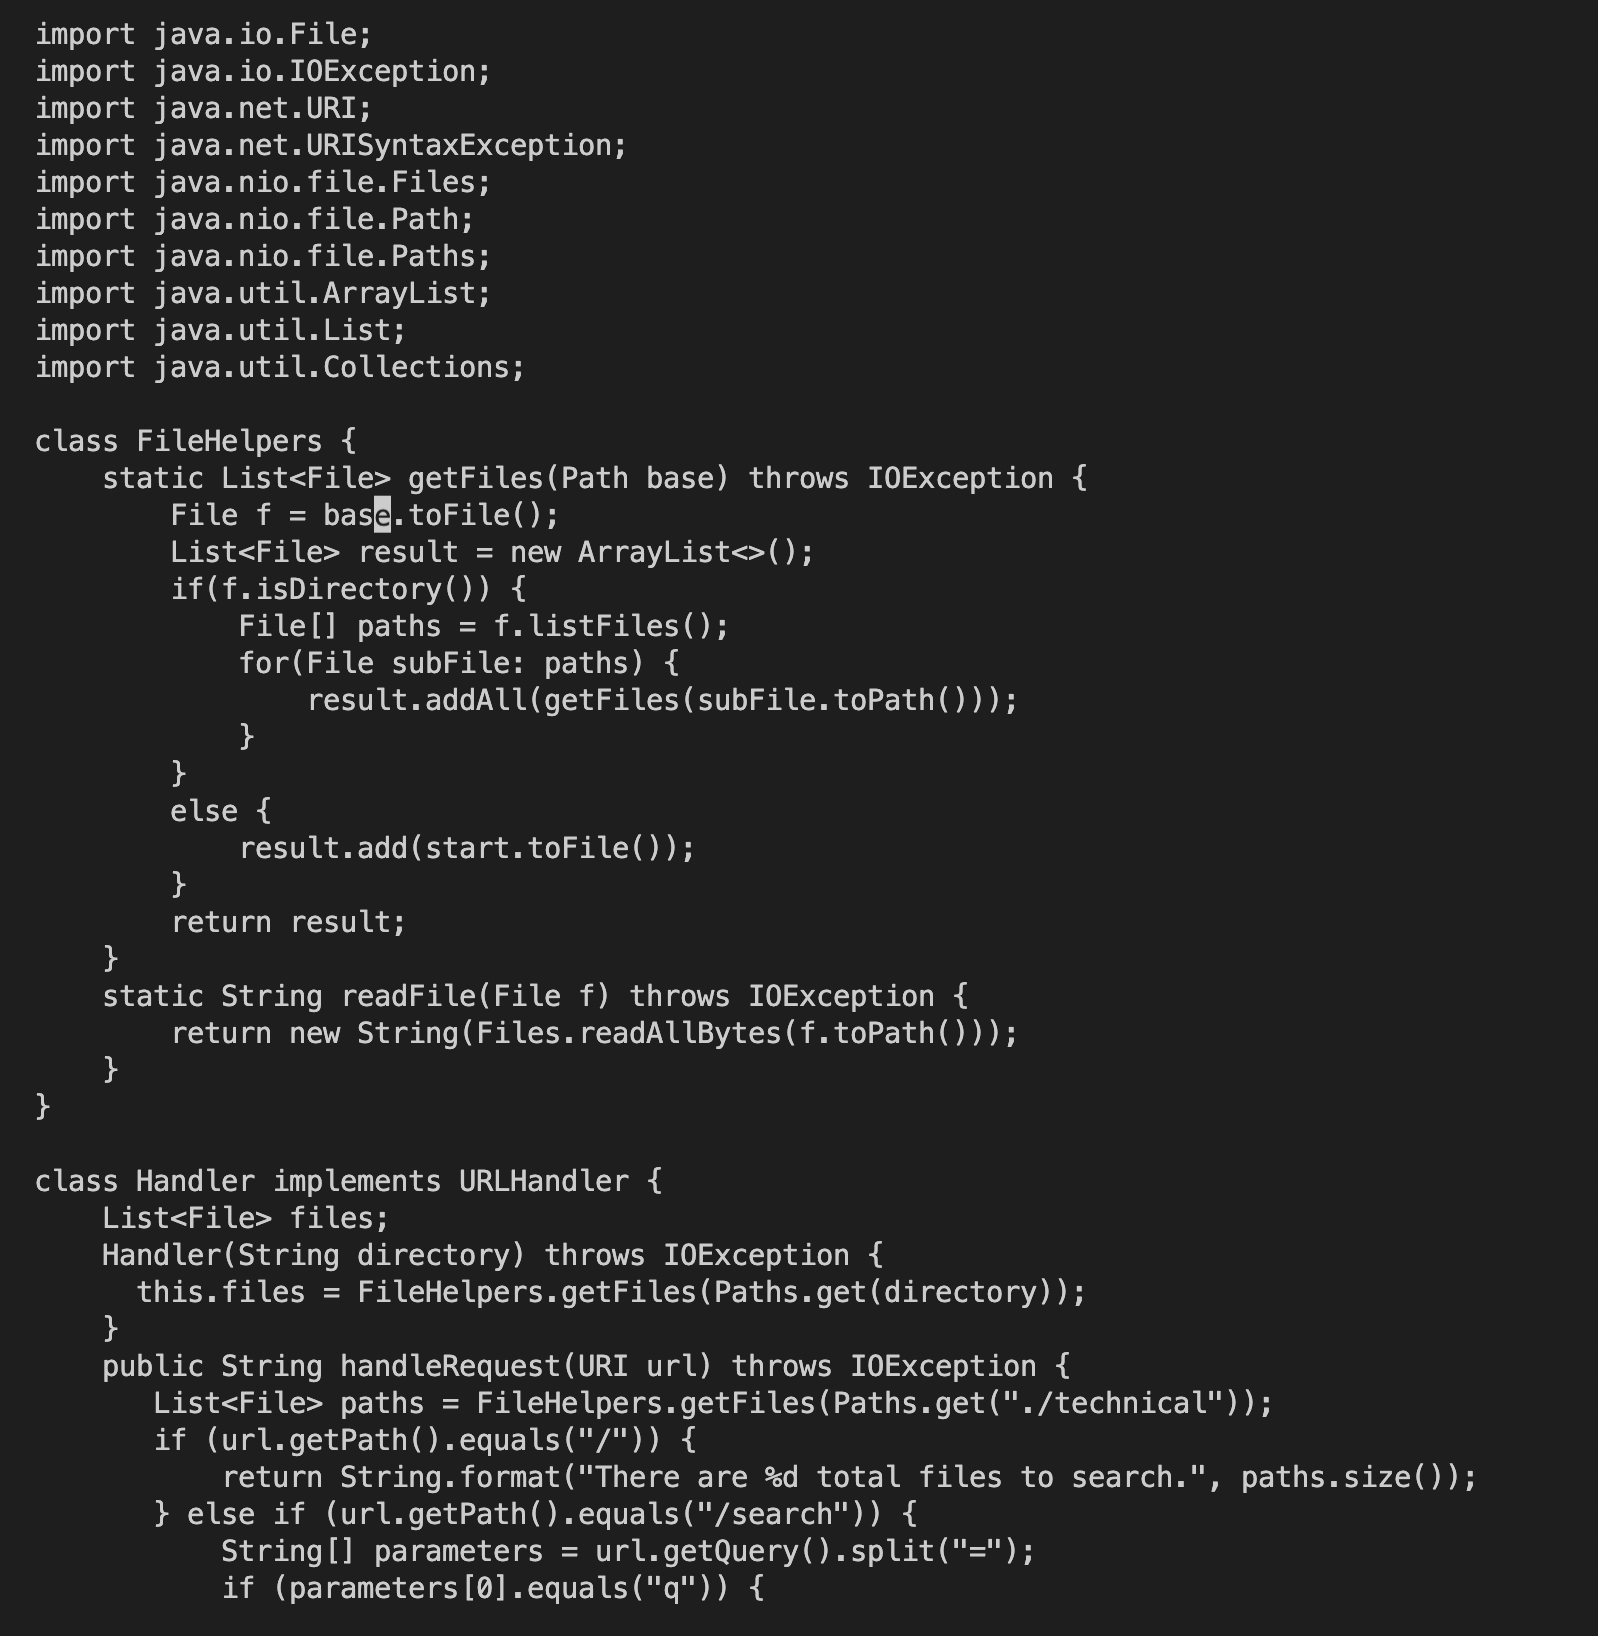 import java.io.File;
import java.io.IOException;
import java.net.URI;
import java.net.URISyntaxException;
import java.nio.file.Files;
import java.nio.file.Path;
import java.nio.file.Paths;
import java.util.ArrayList;
import java.util.List;
import java.util.Collections;

class FileHelpers {
    static List<File> getFiles(Path base) throws IOException {
        File f = base.toFile();
        List<File> result = new ArrayList<>();
        if(f.isDirectory()) {
            File[] paths = f.listFiles();
            for(File subFile: paths) {
                result.addAll(getFiles(subFile.toPath()));
            }
        }
        else {
            result.add(start.toFile());
        }
        return result;
    }
    static String readFile(File f) throws IOException {
        return new String(Files.readAllBytes(f.toPath()));
    }
}

class Handler implements URLHandler {
    List<File> files;
    Handler(String directory) throws IOException {
      this.files = FileHelpers.getFiles(Paths.get(directory));
    }
    public String handleRequest(URI url) throws IOException {
       List<File> paths = FileHelpers.getFiles(Paths.get("./technical"));
       if (url.getPath().equals("/")) {
           return String.format("There are %d total files to search.", paths.size());
       } else if (url.getPath().equals("/search")) {
           String[] parameters = url.getQuery().split("=");
           if (parameters[0].equals("q")) {